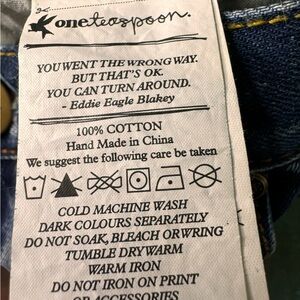 oneteaspoon.
YOU WENT THE WRONG WAY.
BUT THAT'S OK.
YOU CAN TURN AROUND.
- Eddie Eagle Blakey
100% COTTON
Hand Made in China
We suggest the following care be taken
COLD MACHINE WASH
DARK COLOURS SEPARATELY
DO NOT SOAK, BLEACH OR WRING
TUMBLE DRY WARM
WARM IRON
DO NOT IRON ON PRINT
OR ACCESSORIES